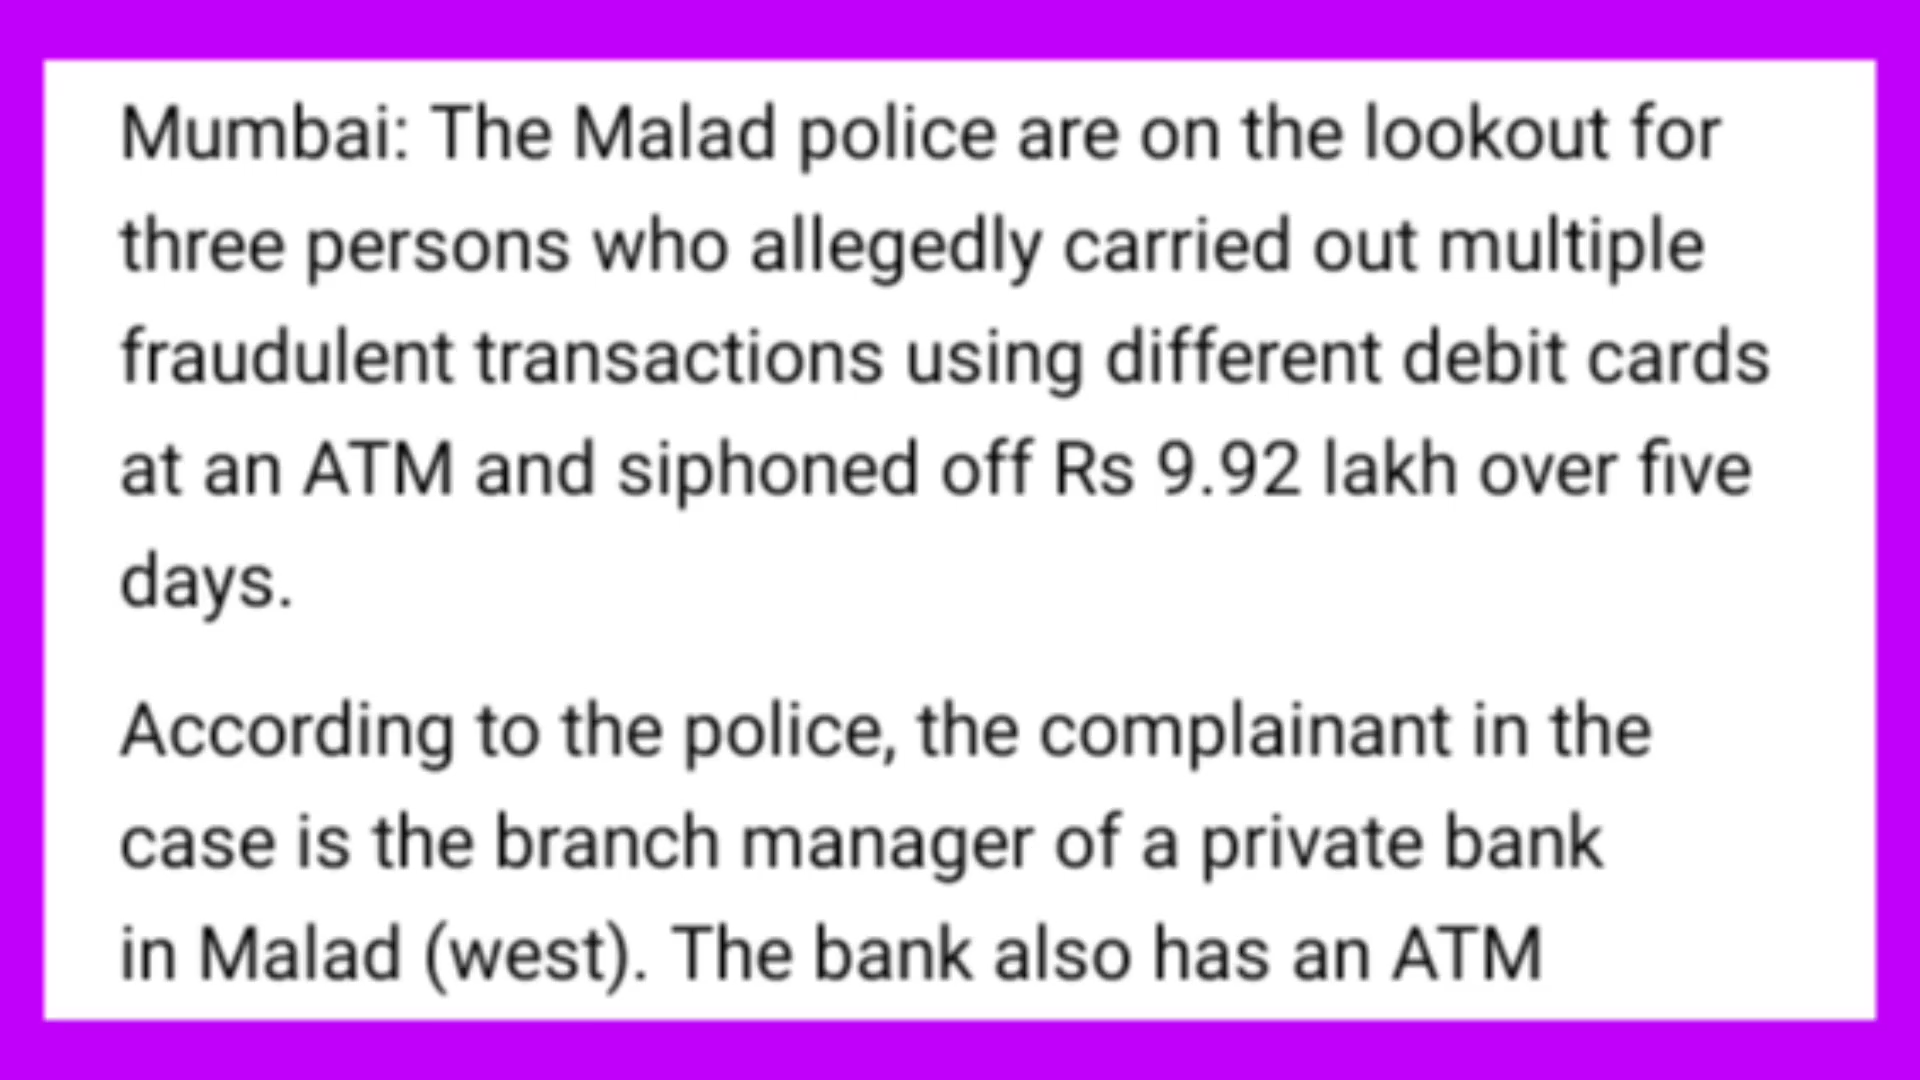 Mumbai: The Malad police are on the lookout for
three persons who allegedly carried out multiple
fraudulent transactions using different debit cards
at an ATM and siphoned off Rs 9.92 lakh over five
days.
According to the police, the complainant in the
case is the branch manager of a private bank
in Malad (west). The bank also has an ATM